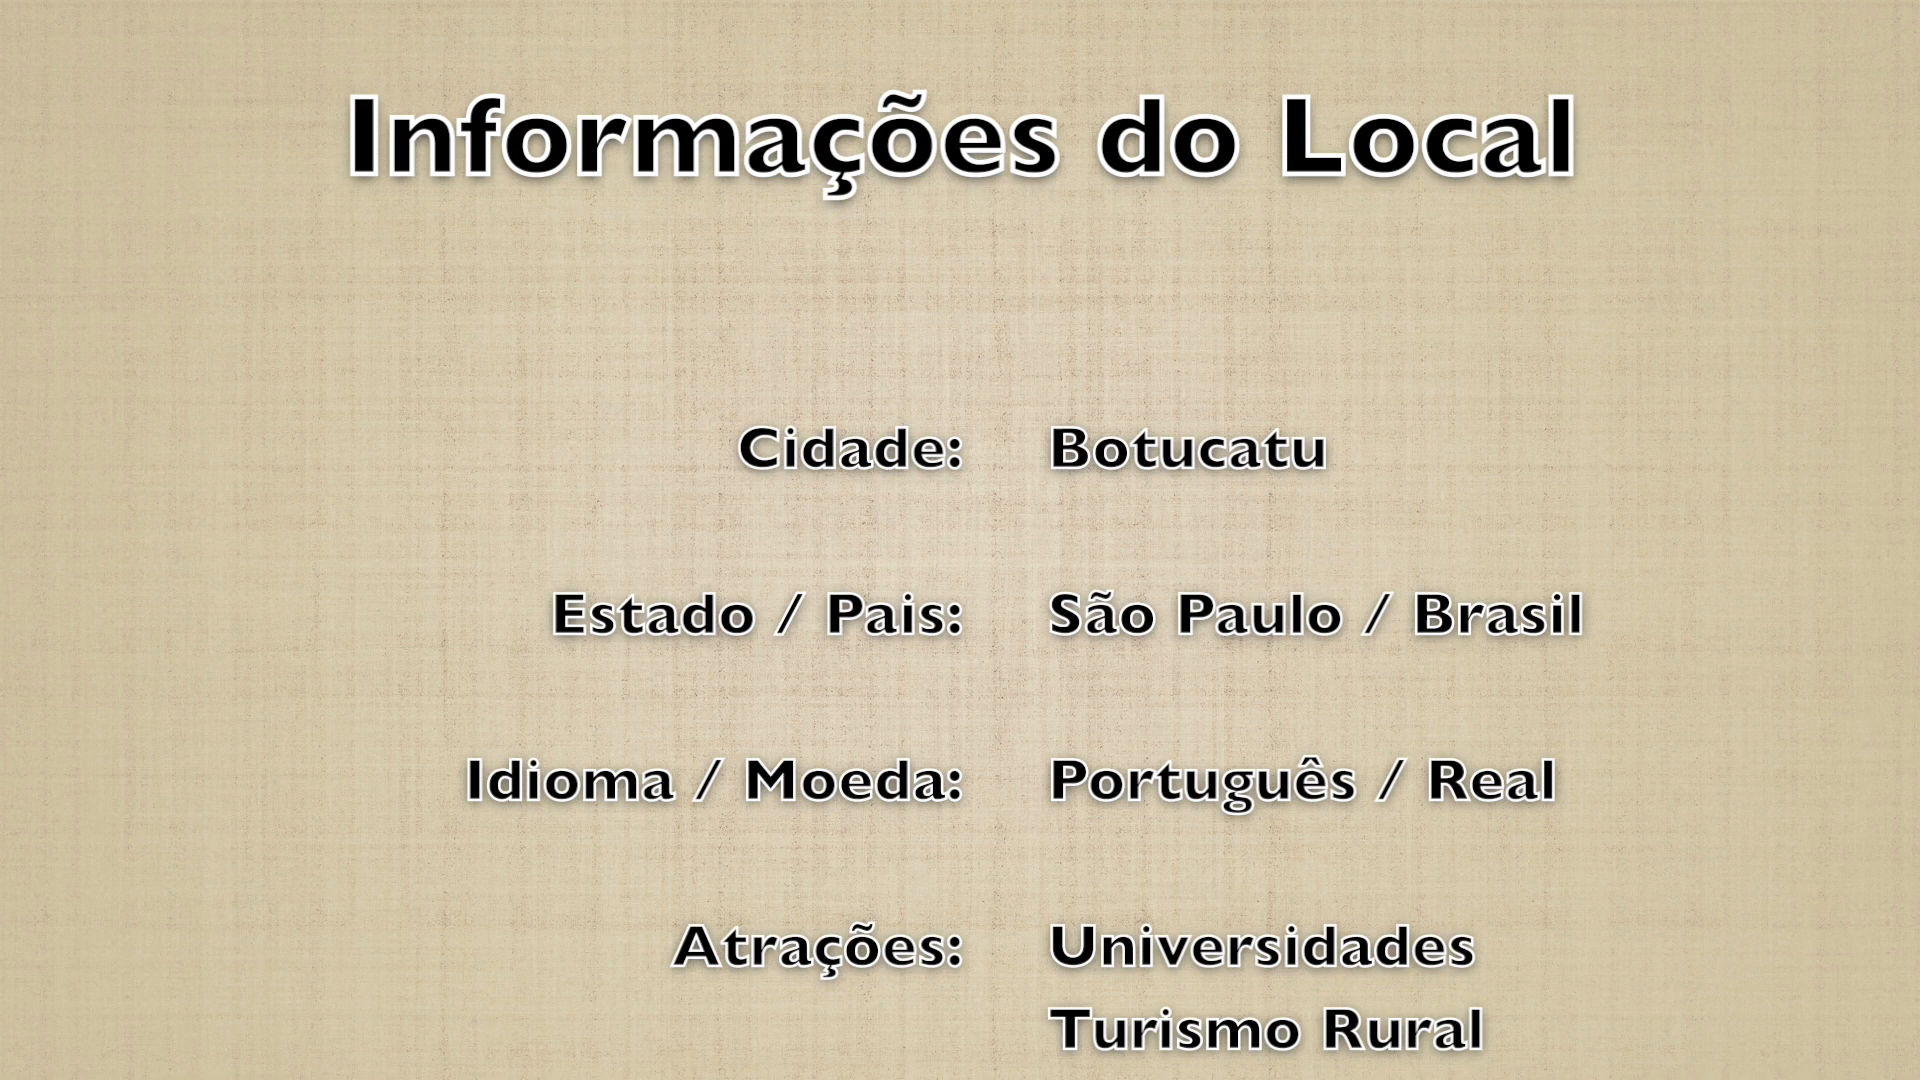 Informações do Local
Cidade: Botucatu
Estado / Pais: São Paulo / Brasil
Idioma / Moeda: Português / Real
Atrações: Universidades
Turismo Rural